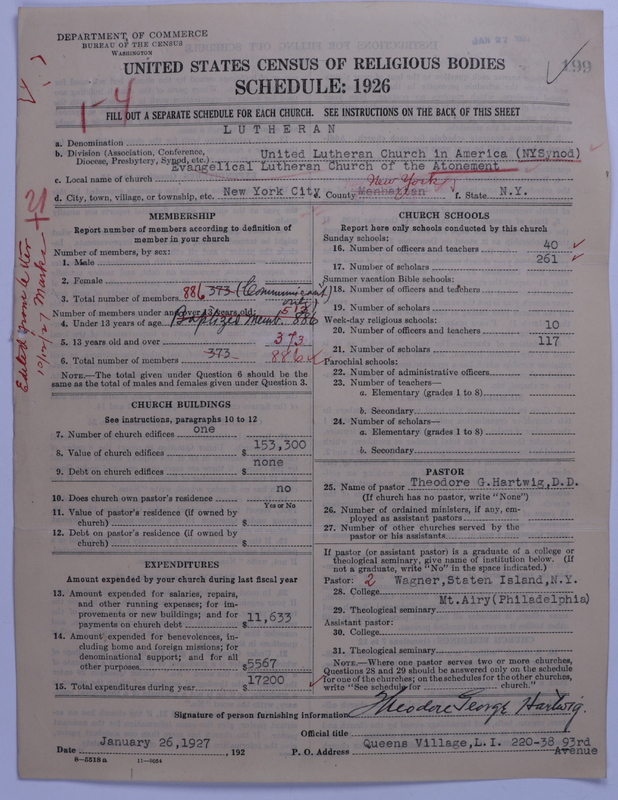 DEPARTMENT OF COMMERCE
BUREAU OF THE CENSUS
WASHINGTON
JAN 27
199
UNITED STATES CENSUS OF RELIGIOUS BODIES
SCHEDULE: 1926
1-4
FILL OUT A SEPARATE SCHEDULE FOR EACH CHURCH. SEE INSTRUCTIONS ON THE BACK OF THIS SHEET
a. Denomination LUTHERAN
b. Division (Association, Conference, Diocese, Presbytery, Synod, etc.) United Lutheran Church in America (NYSynod)
c. Local name of church Evangelical Lutheran Church of the Atonement
d. City, town, village, or township, etc. New York City e. County Manhattan New York f. State N.Y.
Edited from letter 10/10/27 Marke
21
MEMBERSHIP
Report number of members according to definition of member in your church
Number of members, by sex:
1. Male
2. Female
3. Total number of members 886 373 (Communicant
Number of members under and over 13 years old:
4. Under 13 years of age Baptized Memb. 886 513
5. 13 years old and over 373
6. Total number of members 373 886
NOTE.—The total given under Question 6 should be the same as the total of males and females given under Question 3.
CHURCH BUILDINGS
See instructions, paragraphs 10 to 12
7. Number of church edifices one
8. Value of church edifices $ 153,300
9. Debt on church edifices $ none
10. Does church own pastor's residence no
Yes or No
11. Value of pastor's residence (if owned by church) $
12. Debt on pastor's residence (if owned by church) $
EXPENDITURES
Amount expended by your church during last fiscal year
13. Amount expended for salaries, repairs, and other running expenses; for improvements or new buildings; and for payments on church debt $ 11,633
14. Amount expended for benevolences, including home and foreign missions; for denominational support; and for all other purposes $ 5567
15. Total expenditures during year $ 17200
CHURCH SCHOOLS
Report here only schools conducted by this church
Sunday schools:
16. Number of officers and teachers 40
17. Number of scholars 261
Summer vacation Bible schools:
18. Number of officers and teachers
19. Number of scholars
Week-day religious schools:
20. Number of officers and teachers 10
21. Number of scholars 117
Parochial schools:
22. Number of administrative officers
23. Number of teachers—
a. Elementary (grades 1 to 8)
b. Secondary
24. Number of scholars—
a. Elementary (grades 1 to 8)
b. Secondary
PASTOR
25. Name of pastor Theodore G.Hartwig,D.D.
(If church has no pastor, write "None")
26. Number of ordained ministers, if any, employed as assistant pastors
27. Number of other churches served by the pastor or his assistants
If pastor (or assistant pastor) is a graduate of a college or theological seminary, give name of institution below. (If not a graduate, write "No" in the space indicated.)
Pastor: 2 Wagner,Staten Island,N.Y.
28. College
29. Theological seminary Mt.Airy(Philadelphia)
Assistant pastor:
30. College
31. Theological seminary
NOTE.—Where one pastor serves two or more churches, Questions 28 and 29 should be answered only on the schedule for one of the churches; on the schedules for the other churches, write "See schedule for church."
Signature of person furnishing information Theodore George Hartwig.
Official title
Date January 26,1927 , 192
P. O. Address Queens Village,L.I. 220-38 93rd Avenue
8—5518a 11—9054